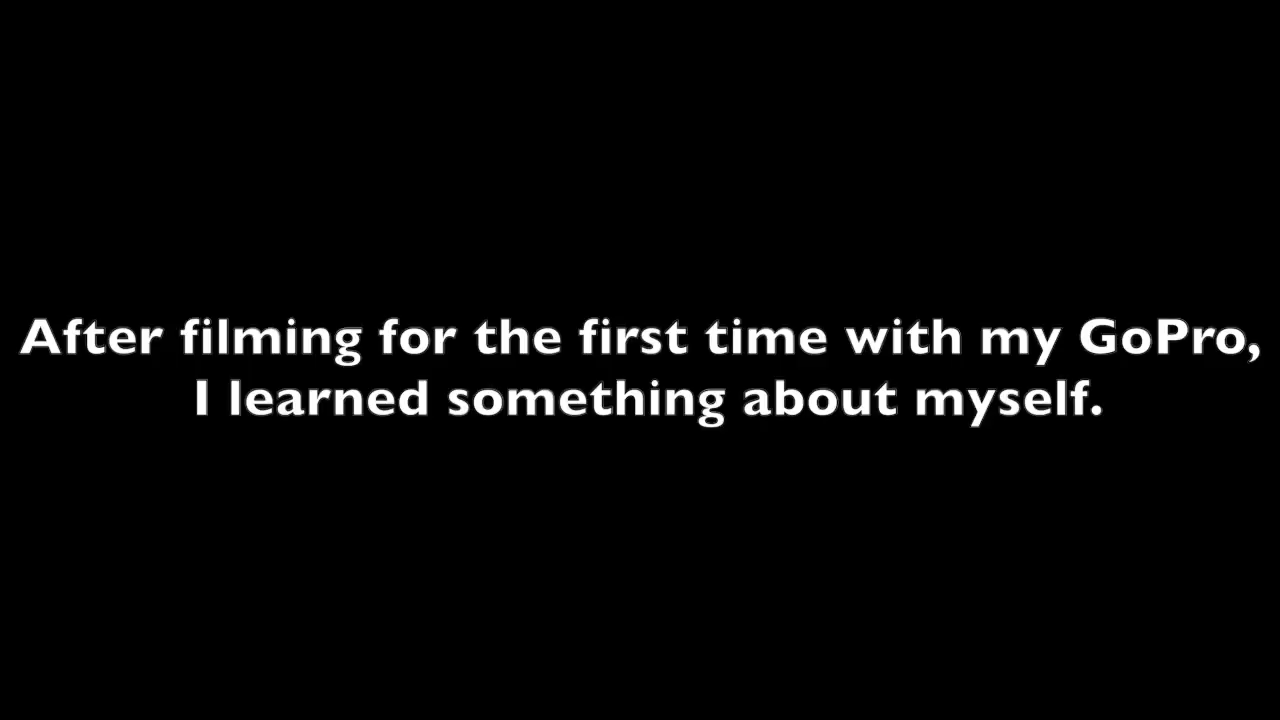 After filming for the first time with my GoPro,
I learned something about myself.